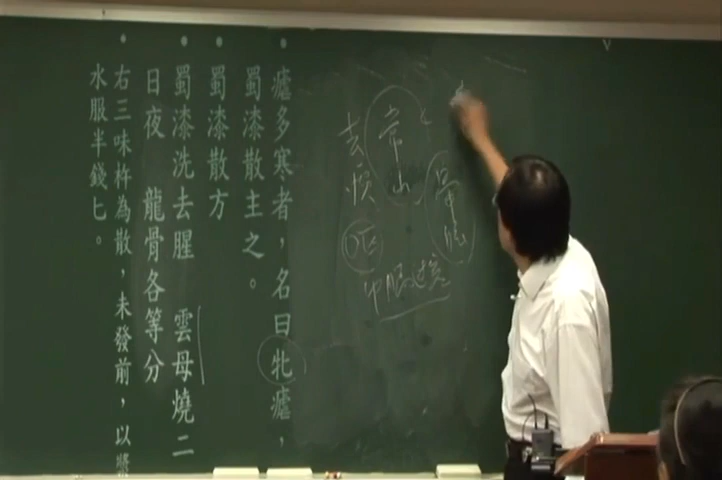 瘧多寒者，名曰牝瘧，
蜀漆散主之。
蜀漆散方
蜀漆洗去腥　雲母燒二
日夜　龍骨各等分
右三味杵為散，未發前，以漿
水服半錢匕。
常山